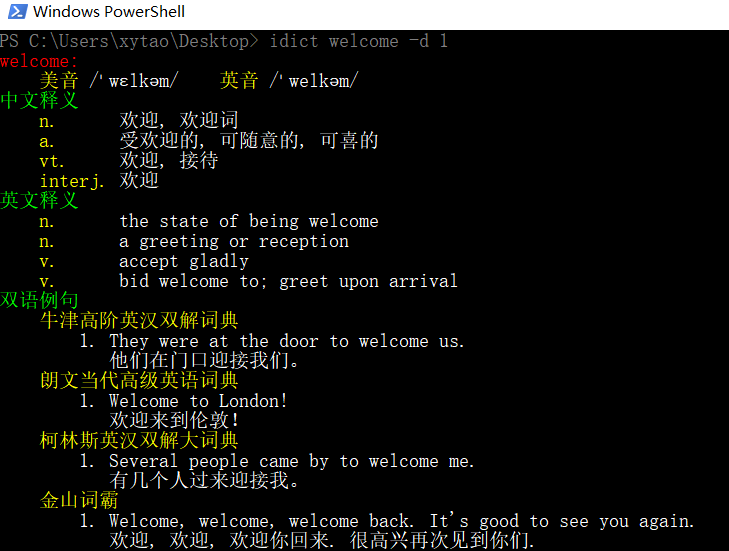 Windows PowerShell
PS C:\Users\xytao\Desktop> idict welcome -d 1
welcome:
美音 /ˈwɛlkəm/ 英音 /ˈwelkəm/
中文释义
n. 欢迎, 欢迎词
a. 受欢迎的, 可随意的, 可喜的
vt. 欢迎, 接待
interj. 欢迎
英文释义
n. the state of being welcome
n. a greeting or reception
v. accept gladly
v. bid welcome to; greet upon arrival
双语例句
牛津高阶英汉双解词典
1. They were at the door to welcome us.
他们在门口迎接我们。
朗文当代高级英语词典
1. Welcome to London!
欢迎来到伦敦!
柯林斯英汉双解大词典
1. Several people came by to welcome me.
有几个人过来迎接我。
金山词霸
1. Welcome, welcome, welcome back. It's good to see you again.
欢迎, 欢迎, 欢迎你回来. 很高兴再次见到你们.